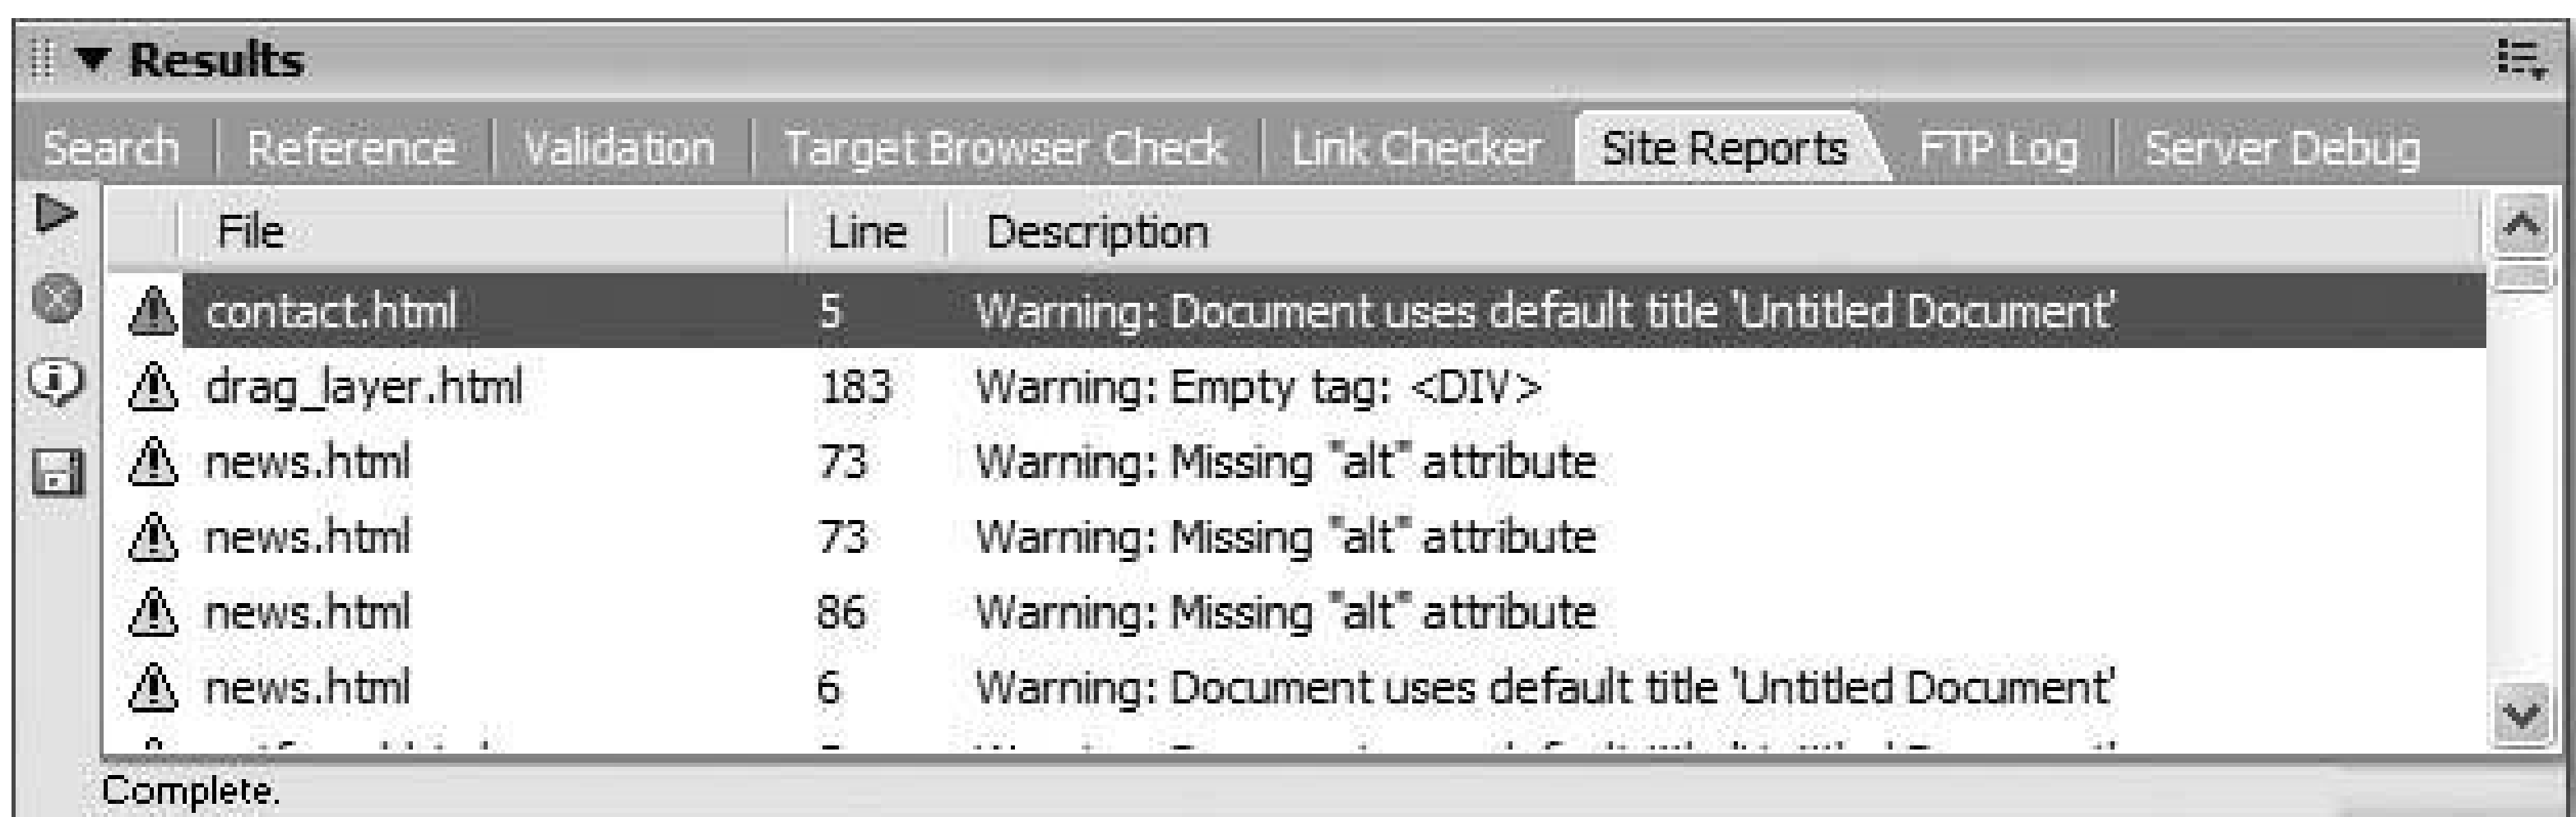 Results
Search Reference Validation Target Browser Check Link Checker Site Reports FTP Log Server Debug
File Line Description
contact.html 5 Warning: Document uses default title 'Untitled Document'
drag_layer.html 183 Warning: Empty tag: <DIV>
news.html 73 Warning: Missing "alt" attribute
news.html 73 Warning: Missing "alt" attribute
news.html 86 Warning: Missing "alt" attribute
news.html 6 Warning: Document uses default title 'Untitled Document'
Complete.